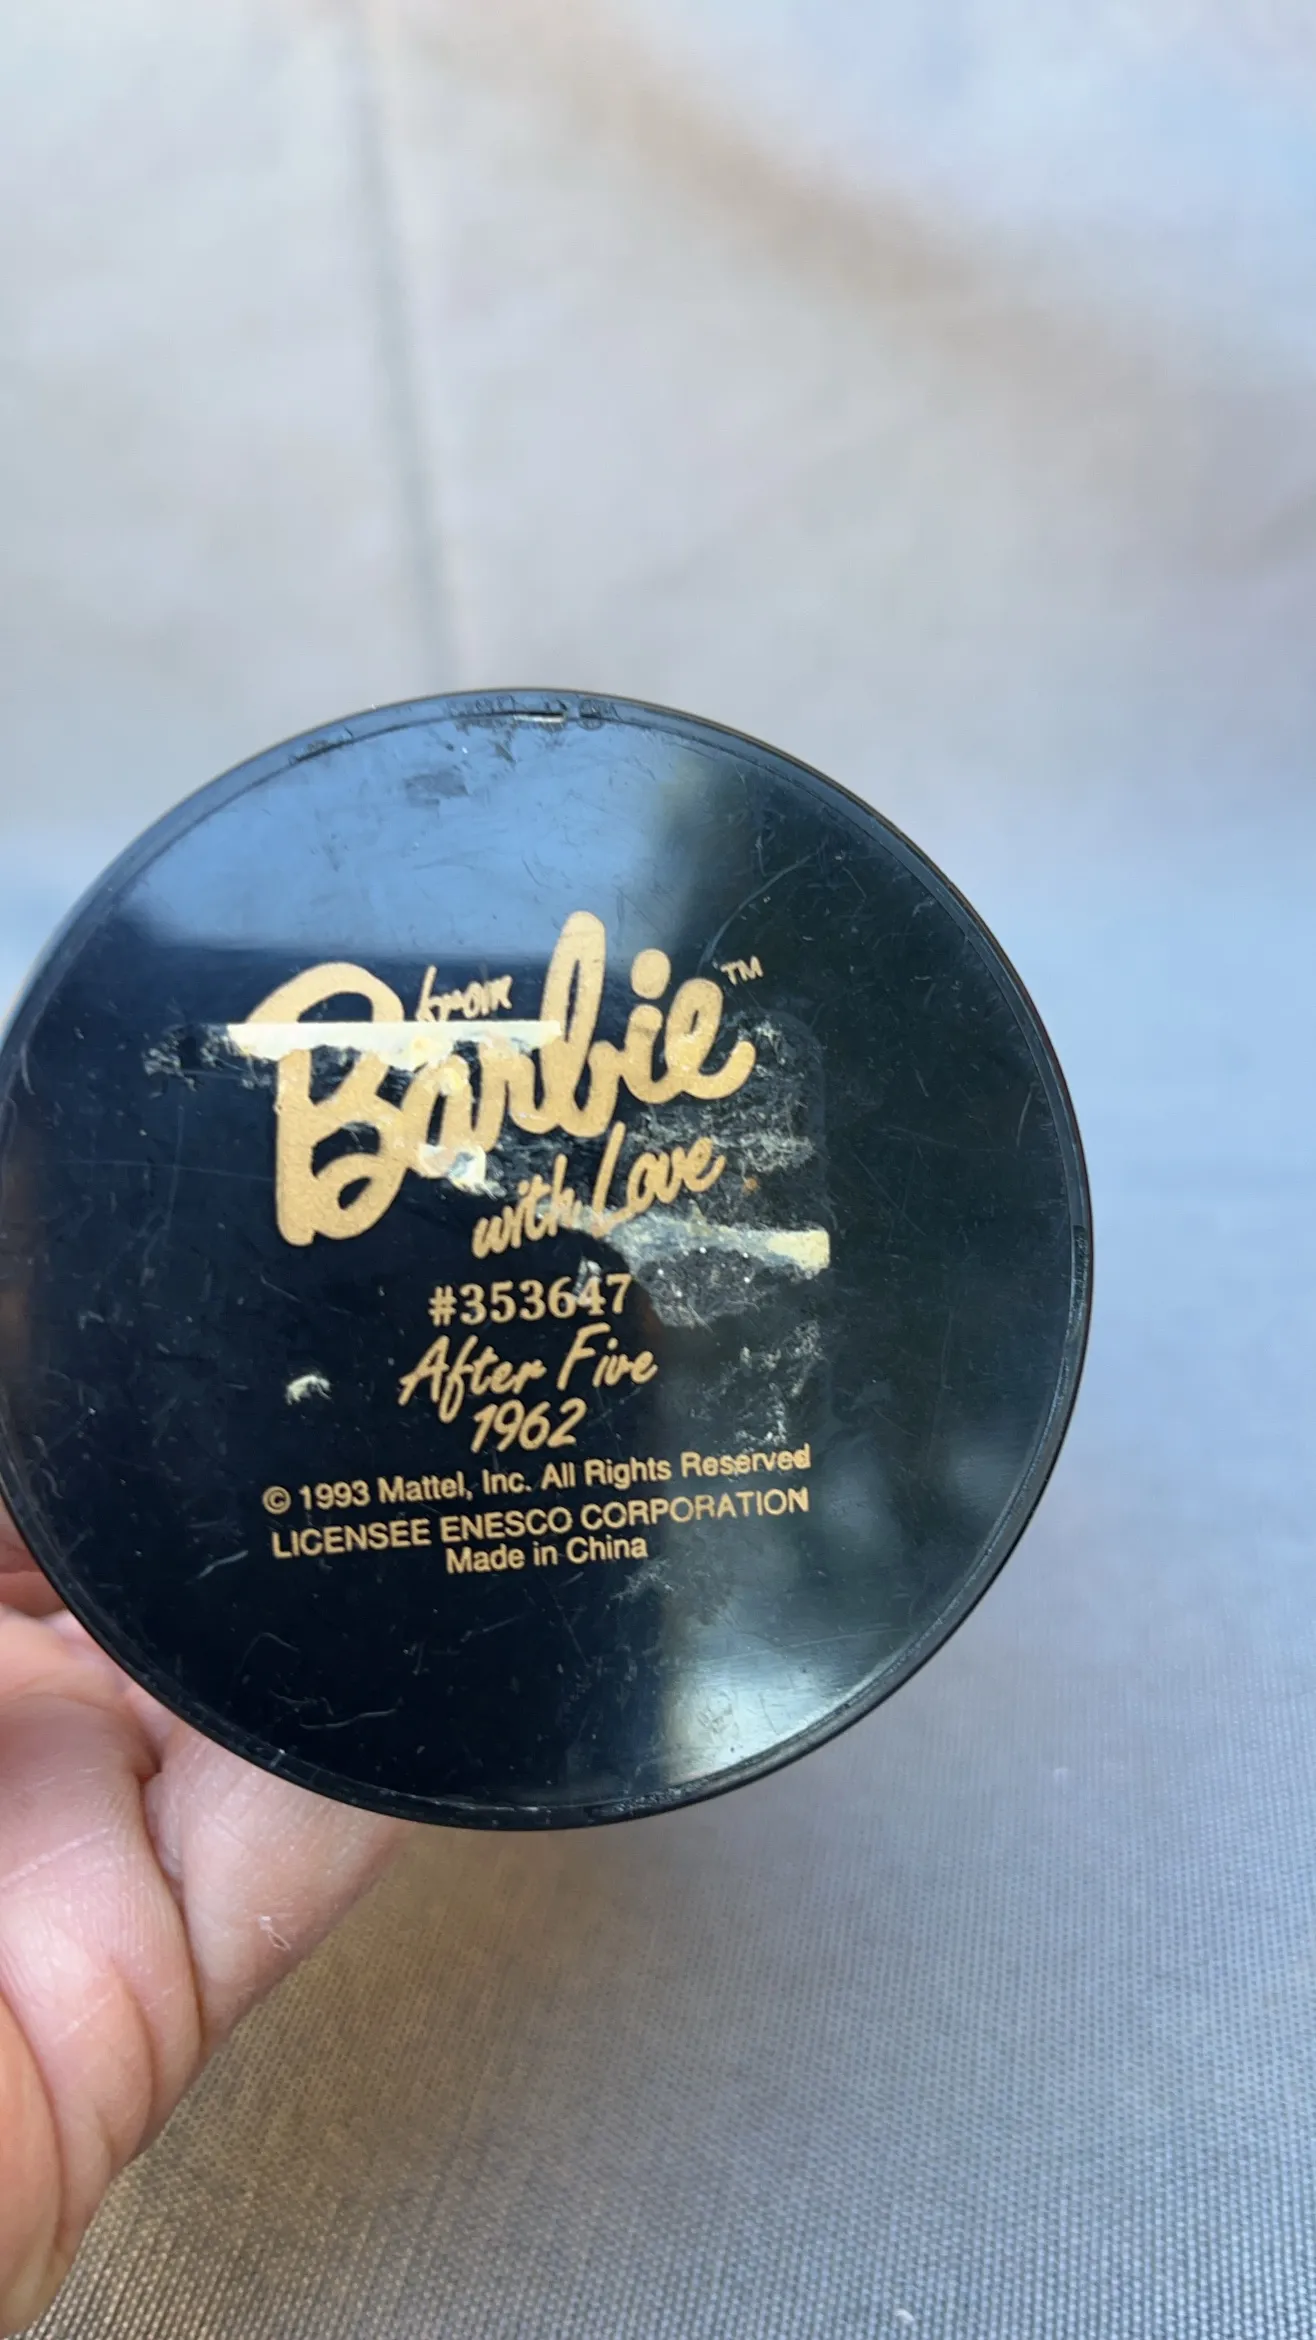 from
Barbie™
with Love
#353647
After Five
1962
© 1993 Mattel, Inc. All Rights Reserved
LICENSEE ENESCO CORPORATION
Made in China